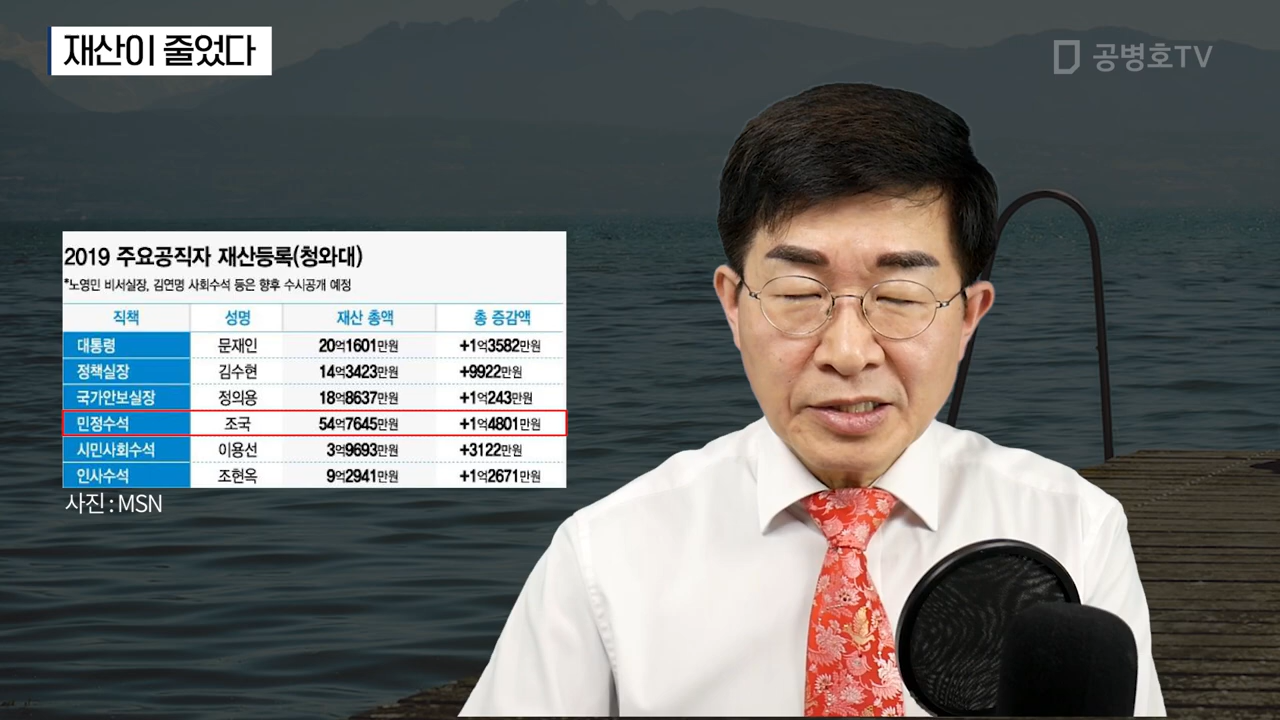 재산이 줄었다
공병호TV
2019 주요공직자 재산등록(청와대)
*노영민 비서실장, 김연명 사회수석 등은 향후 수시공개 예정
직책 성명 재산 총액 총 증감액
대통령 문재인 20억1601만원 +1억3582만원
정책실장 김수현 14억3423만원 +9922만원
국가안보실장 정의용 18억8637만원 +1억243만원
민정수석 조국 54억7645만원 +1억4801만원
시민사회수석 이용선 3억9693만원 +3122만원
인사수석 조현옥 9억2941만원 +1억2671만원
사진 : MSN